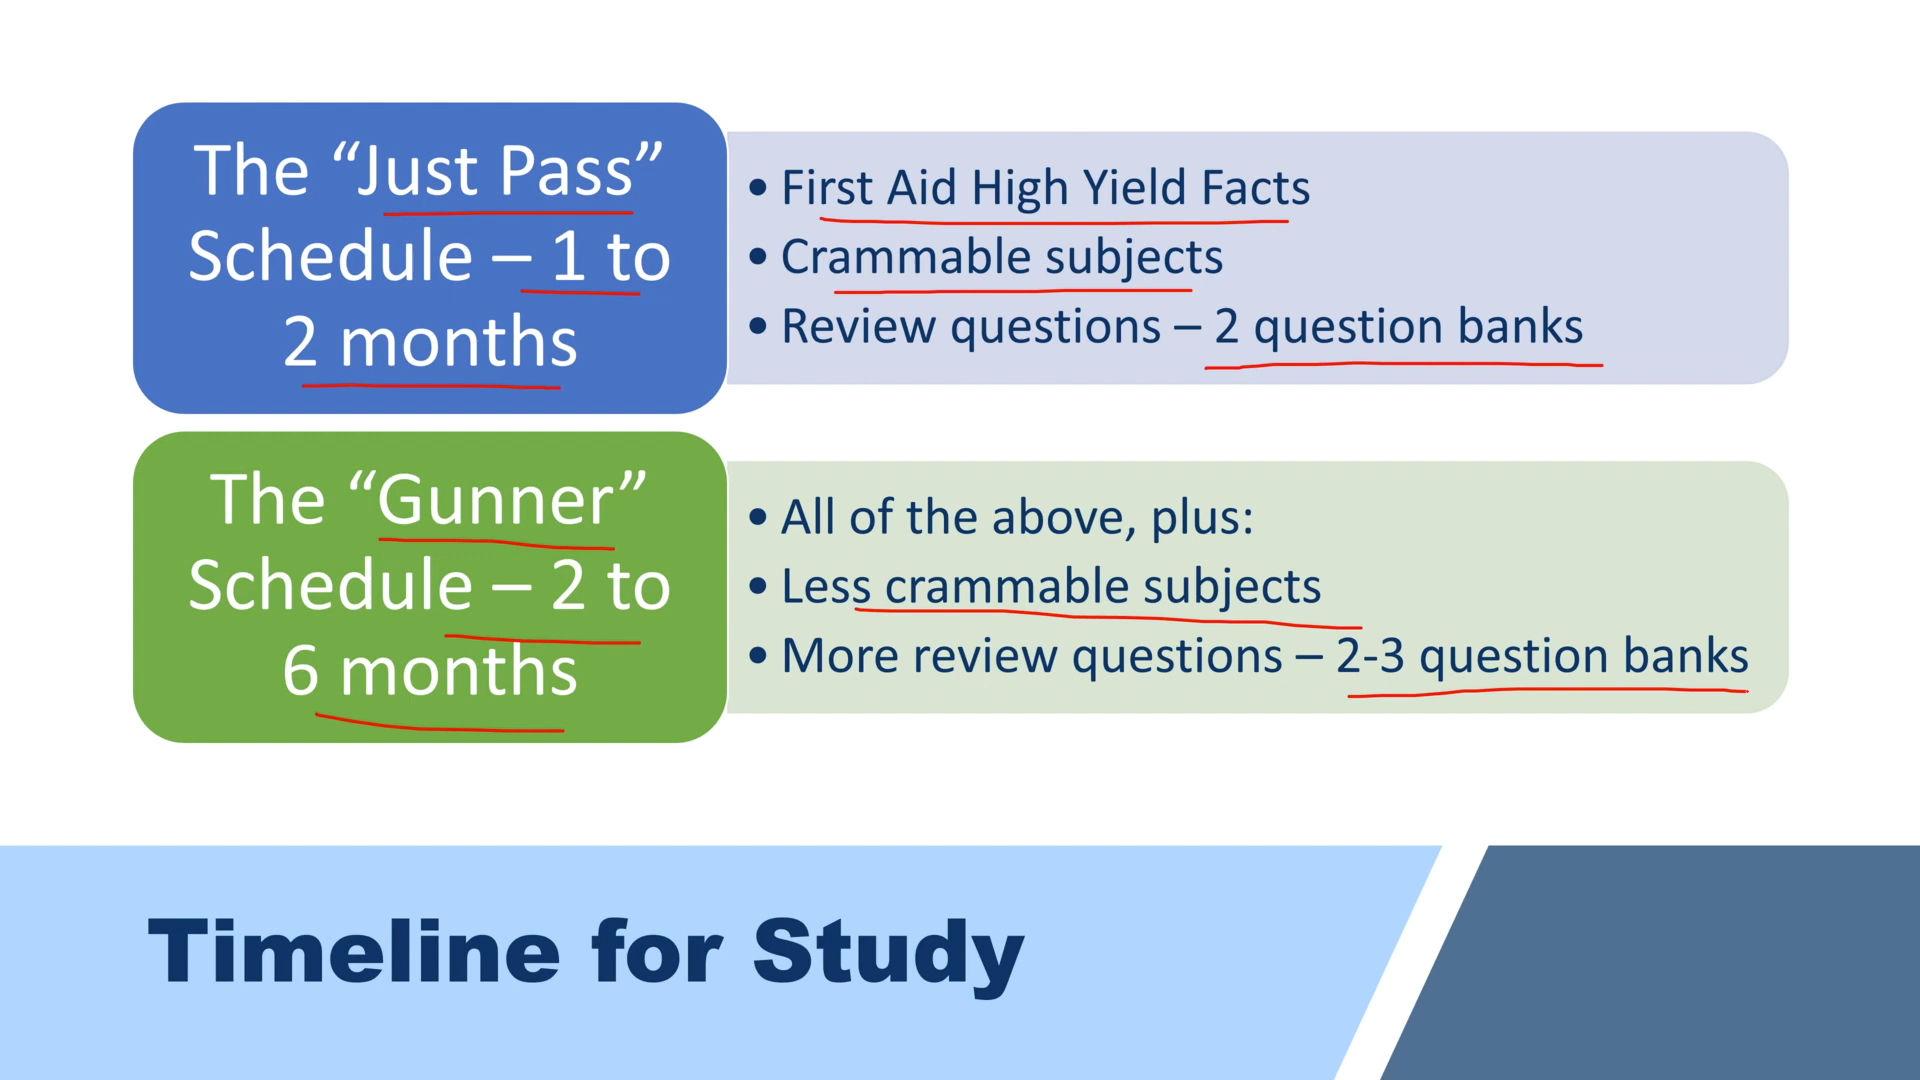 The “Just Pass”
Schedule – 1 to
2 months
• First Aid High Yield Facts
• Crammable subjects
• Review questions – 2 question banks
The “Gunner”
Schedule – 2 to
6 months
• All of the above, plus:
• Less crammable subjects
• More review questions – 2-3 question banks
Timeline for Study